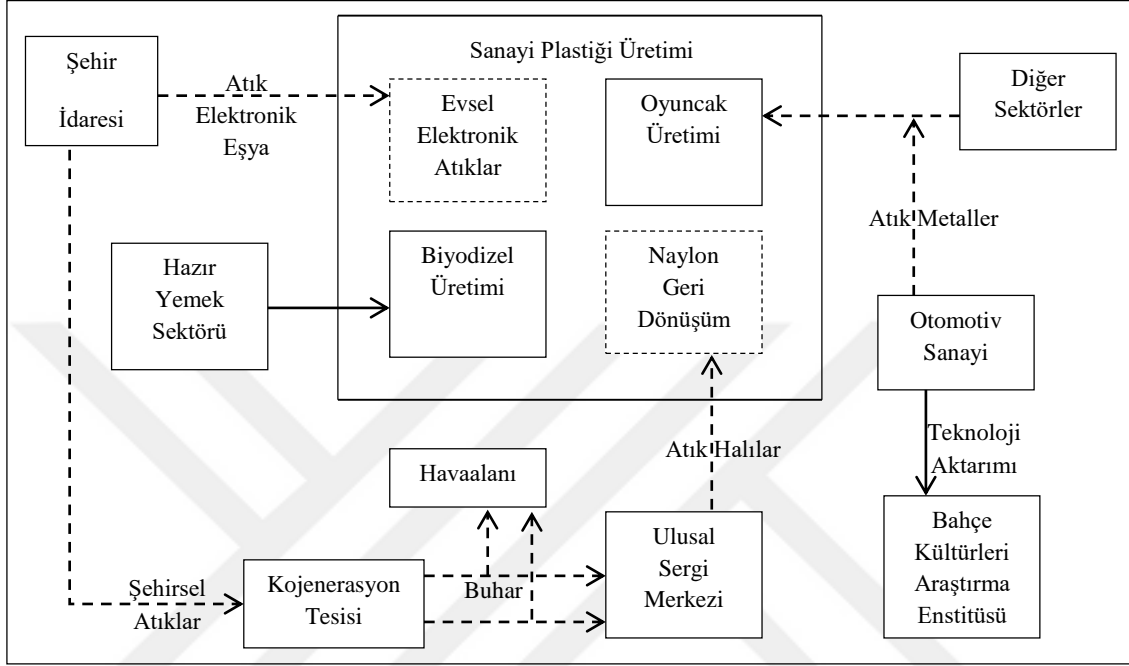 Sanayi Plastiği Üretimi
Şehir
İdaresi
Atık
Elektronik
Eşya
Evsel
Elektronik
Atıklar
Oyuncak
Üretimi
Diğer
Sektörler
Atık Metaller
Hazır
Yemek
Sektörü
Biyodizel
Üretimi
Naylon
Geri
Dönüşüm
Otomotiv
Sanayi
Teknoloji
Aktarımı
Atık Halılar
Havaalanı
Şehirsel
Atıklar
Kojenerasyon
Tesisi
Buhar
Ulusal
Sergi
Merkezi
Bahçe
Kültürleri
Araştırma
Enstitüsü